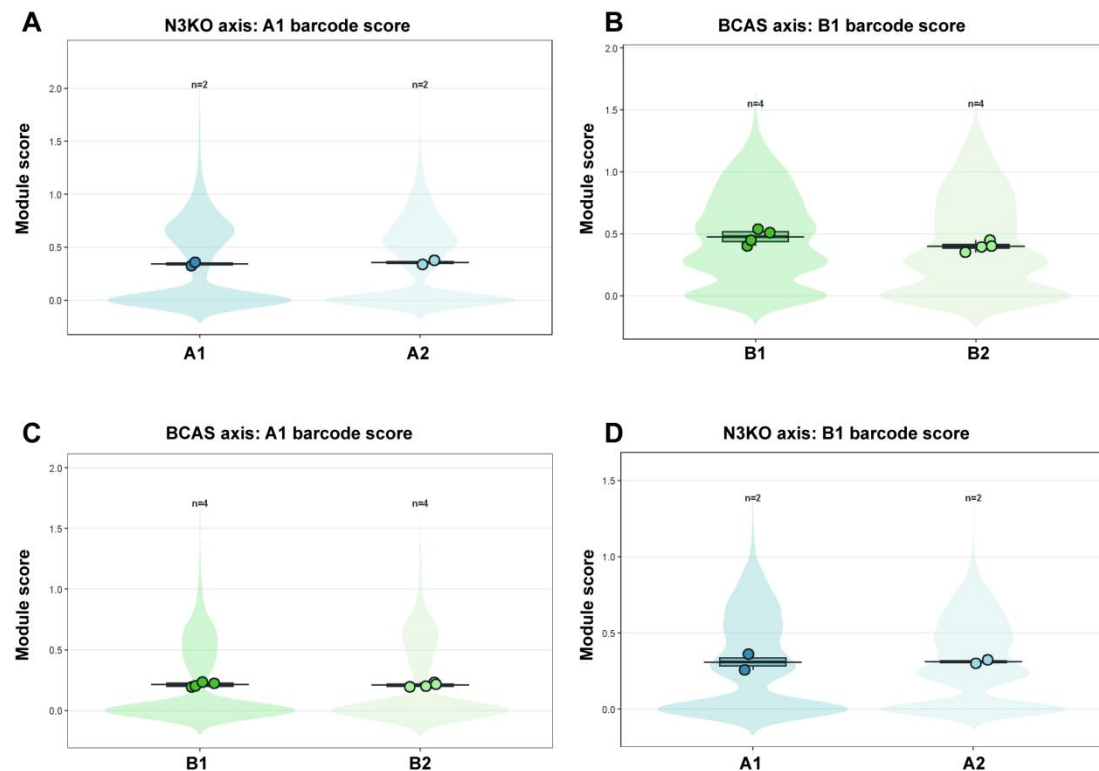 A
N3KO axis: A1 barcode score
Module score
2.0
1.5
1.0
0.5
0.0
n=2
n=2
A1
A2
B
BCAS axis: B1 barcode score
Module score
2.0
1.5
1.0
0.5
0.0
n=4
n=4
B1
B2
C
BCAS axis: A1 barcode score
Module score
2.0
1.5
1.0
0.5
0.0
n=4
n=4
B1
B2
D
N3KO axis: B1 barcode score
Module score
1.5
1.0
0.5
0.0
n=2
n=2
A1
A2